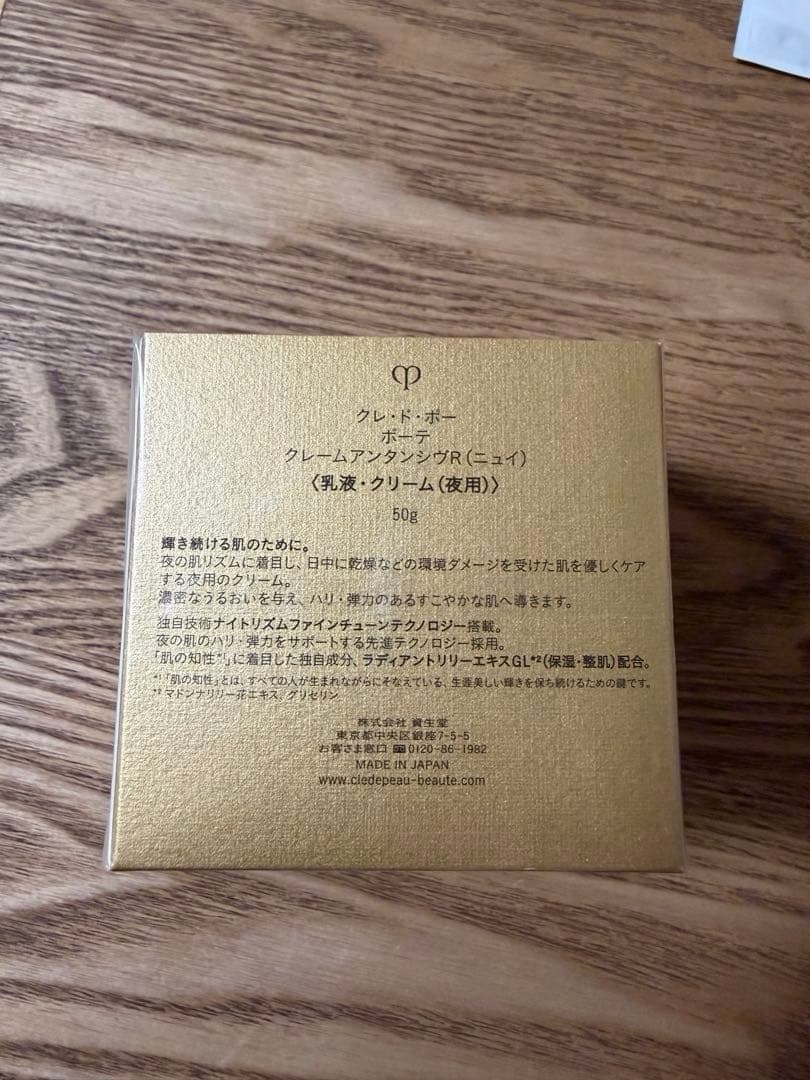 クレ・ド・ポー
ボーテ
クレームアンタンシヴR(ニュイ)
〈乳液・クリーム(夜用)〉
50g
輝き続ける肌のために。
夜の肌リズムに着目し、日中に乾燥などの環境ダメージを受けた肌を優しくケア
する夜用のクリーム。
濃密なうるおいを与え、ハリ・弾力のあるすこやかな肌へ導きます。
独自技術ナイトリズムファインチューンテクノロジー搭載。
夜の肌のハリ・弾力をサポートする先進テクノロジー採用。
「肌の知性*¹」に着目した独自成分、ラディアントリリーエキスGL*²(保湿・整肌)配合。
*¹「肌の知性」とは、すべての人が生まれながらにそなえている、生涯美しい輝きを保ち続けるための鍵です。
*² マドンナリリー花エキス、グリセリン
株式会社 資生堂
東京都中央区銀座7-5-5
お客さま窓口 0120-86-1982
MADE IN JAPAN
www.cledepeau-beaute.com